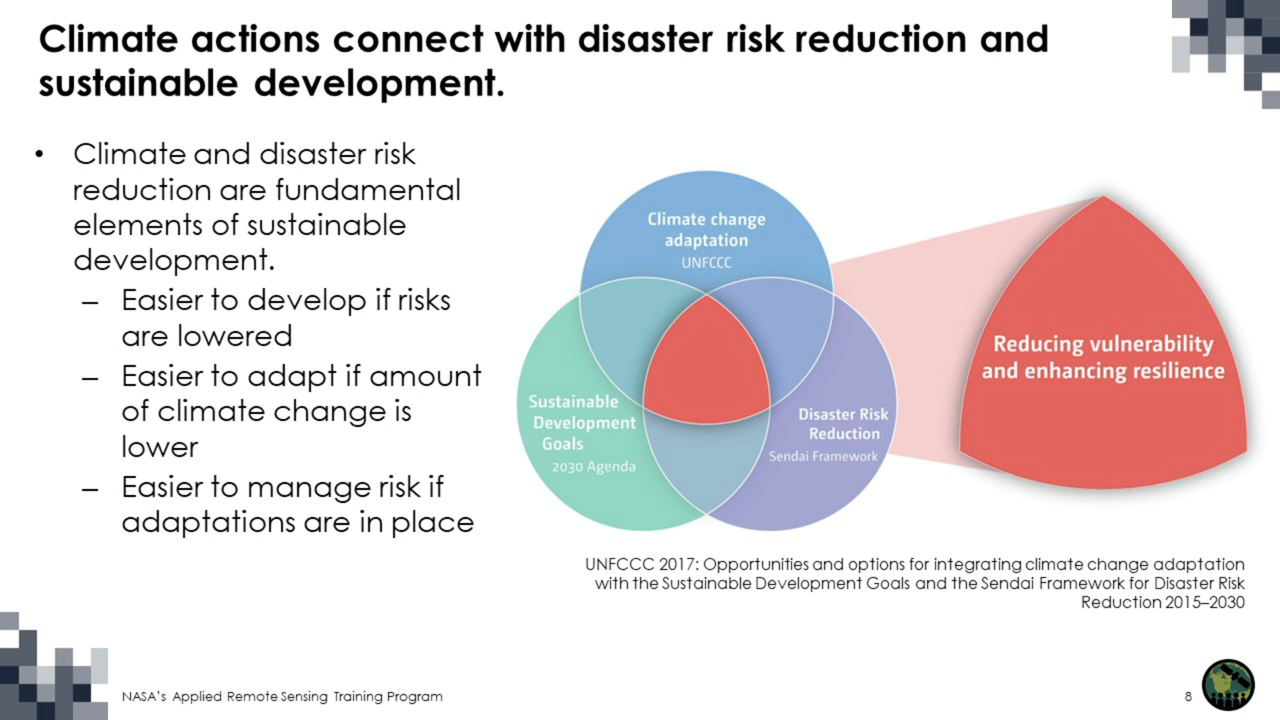 Climate actions connect with disaster risk reduction and
sustainable development.
• Climate and disaster risk
reduction are fundamental
elements of sustainable
development.
– Easier to develop if risks
are lowered
– Easier to adapt if amount
of climate change is
lower
– Easier to manage risk if
adaptations are in place
Climate change
adaptation
UNFCCC
Sustainable
Development
Goals
2030 Agenda
Disaster Risk
Reduction
Sendai Framework
Reducing vulnerability
and enhancing resilience
UNFCCC 2017: Opportunities and options for integrating climate change adaptation
with the Sustainable Development Goals and the Sendai Framework for Disaster Risk
Reduction 2015–2030
NASA's Applied Remote Sensing Training Program
8